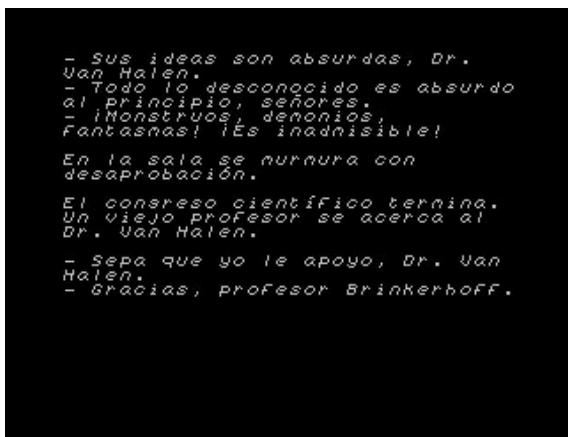 - Sus ideas son absurdas, Dr.
Van Halen.
- Todo lo desconocido es absurdo
al principio, señores.
- ¡Monstruos, demonios,
fantasmas! ¡Es inadmisible!
En la sala se murmura con
desaprobación.
El congreso científico termina.
Un viejo profesor se acerca al
Dr. Van Halen.
- Sepa que yo le apoyo, Dr. Van
Halen.
- Gracias, profesor Brinkerhoff.